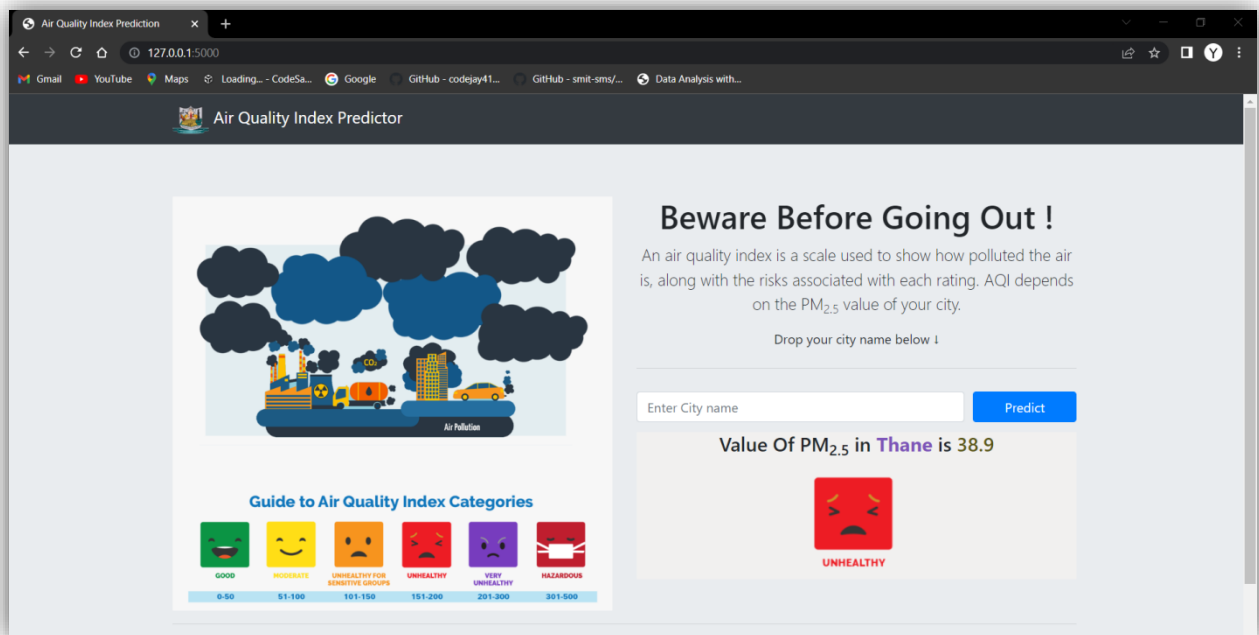 Air Quality Index Prediction
127.0.0.1:5000
Gmail YouTube Maps Loading... - CodeSa... Google GitHub - codejay41... GitHub - smit-sms/... Data Analysis with...
Y
Air Quality Index Predictor
CO₂
Air Pollution
Guide to Air Quality Index Categories
GOOD MODERATE UNHEALTHY FOR SENSITIVE GROUPS UNHEALTHY VERY UNHEALTHY HAZARDOUS
0-50 51-100 101-150 151-200 201-300 301-500
Beware Before Going Out !
An air quality index is a scale used to show how polluted the air
is, along with the risks associated with each rating. AQI depends
on the PM₂.₅ value of your city.
Drop your city name below ↓
Enter City name Predict
Value Of PM₂.₅ in Thane is 38.9
UNHEALTHY